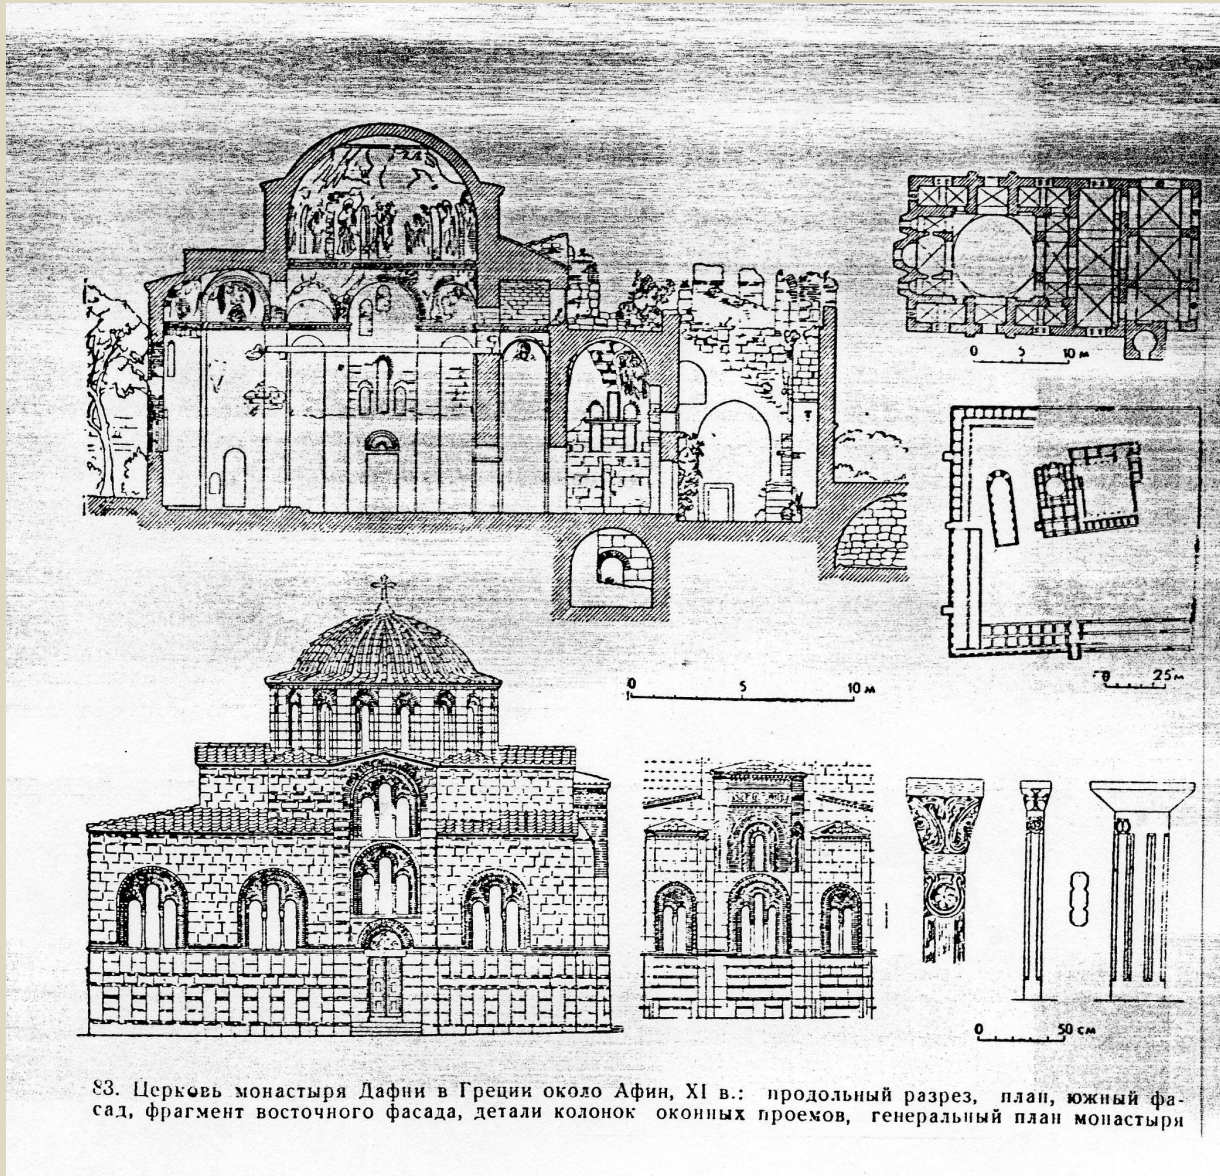 0 5 10 м
0 25м
0 5 10 м
0 50 см
83. Церковь монастыря Дафни в Греции около Афин, XI в.: продольный разрез, план, южный фа-
сад, фрагмент восточного фасада, детали колонок оконных проемов, генеральный план монастыря